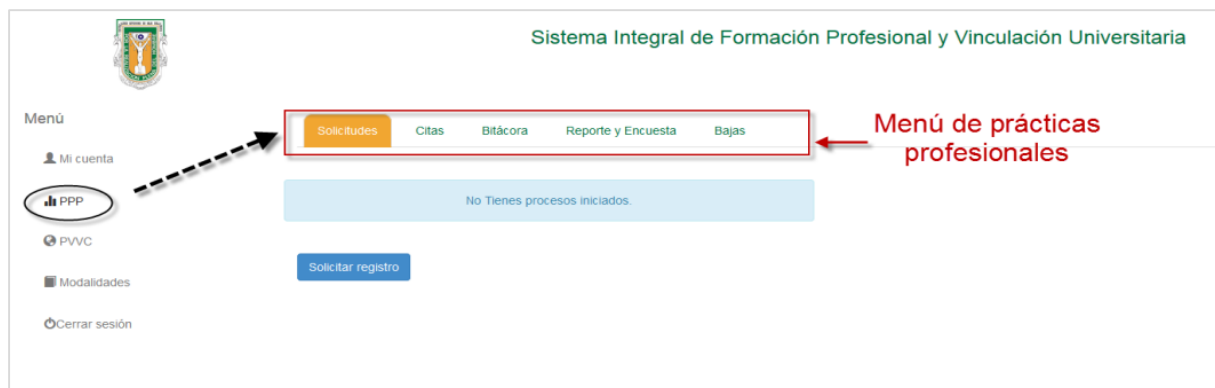 Sistema Integral de Formación Profesional y Vinculación Universitaria
Menú
Mi cuenta
PPP
PVVC
Modalidades
Cerrar sesión
Solicitudes Citas Bitácora Reporte y Encuesta Bajas
Menú de prácticas
profesionales
No Tienes procesos iniciados.
Solicitar registro